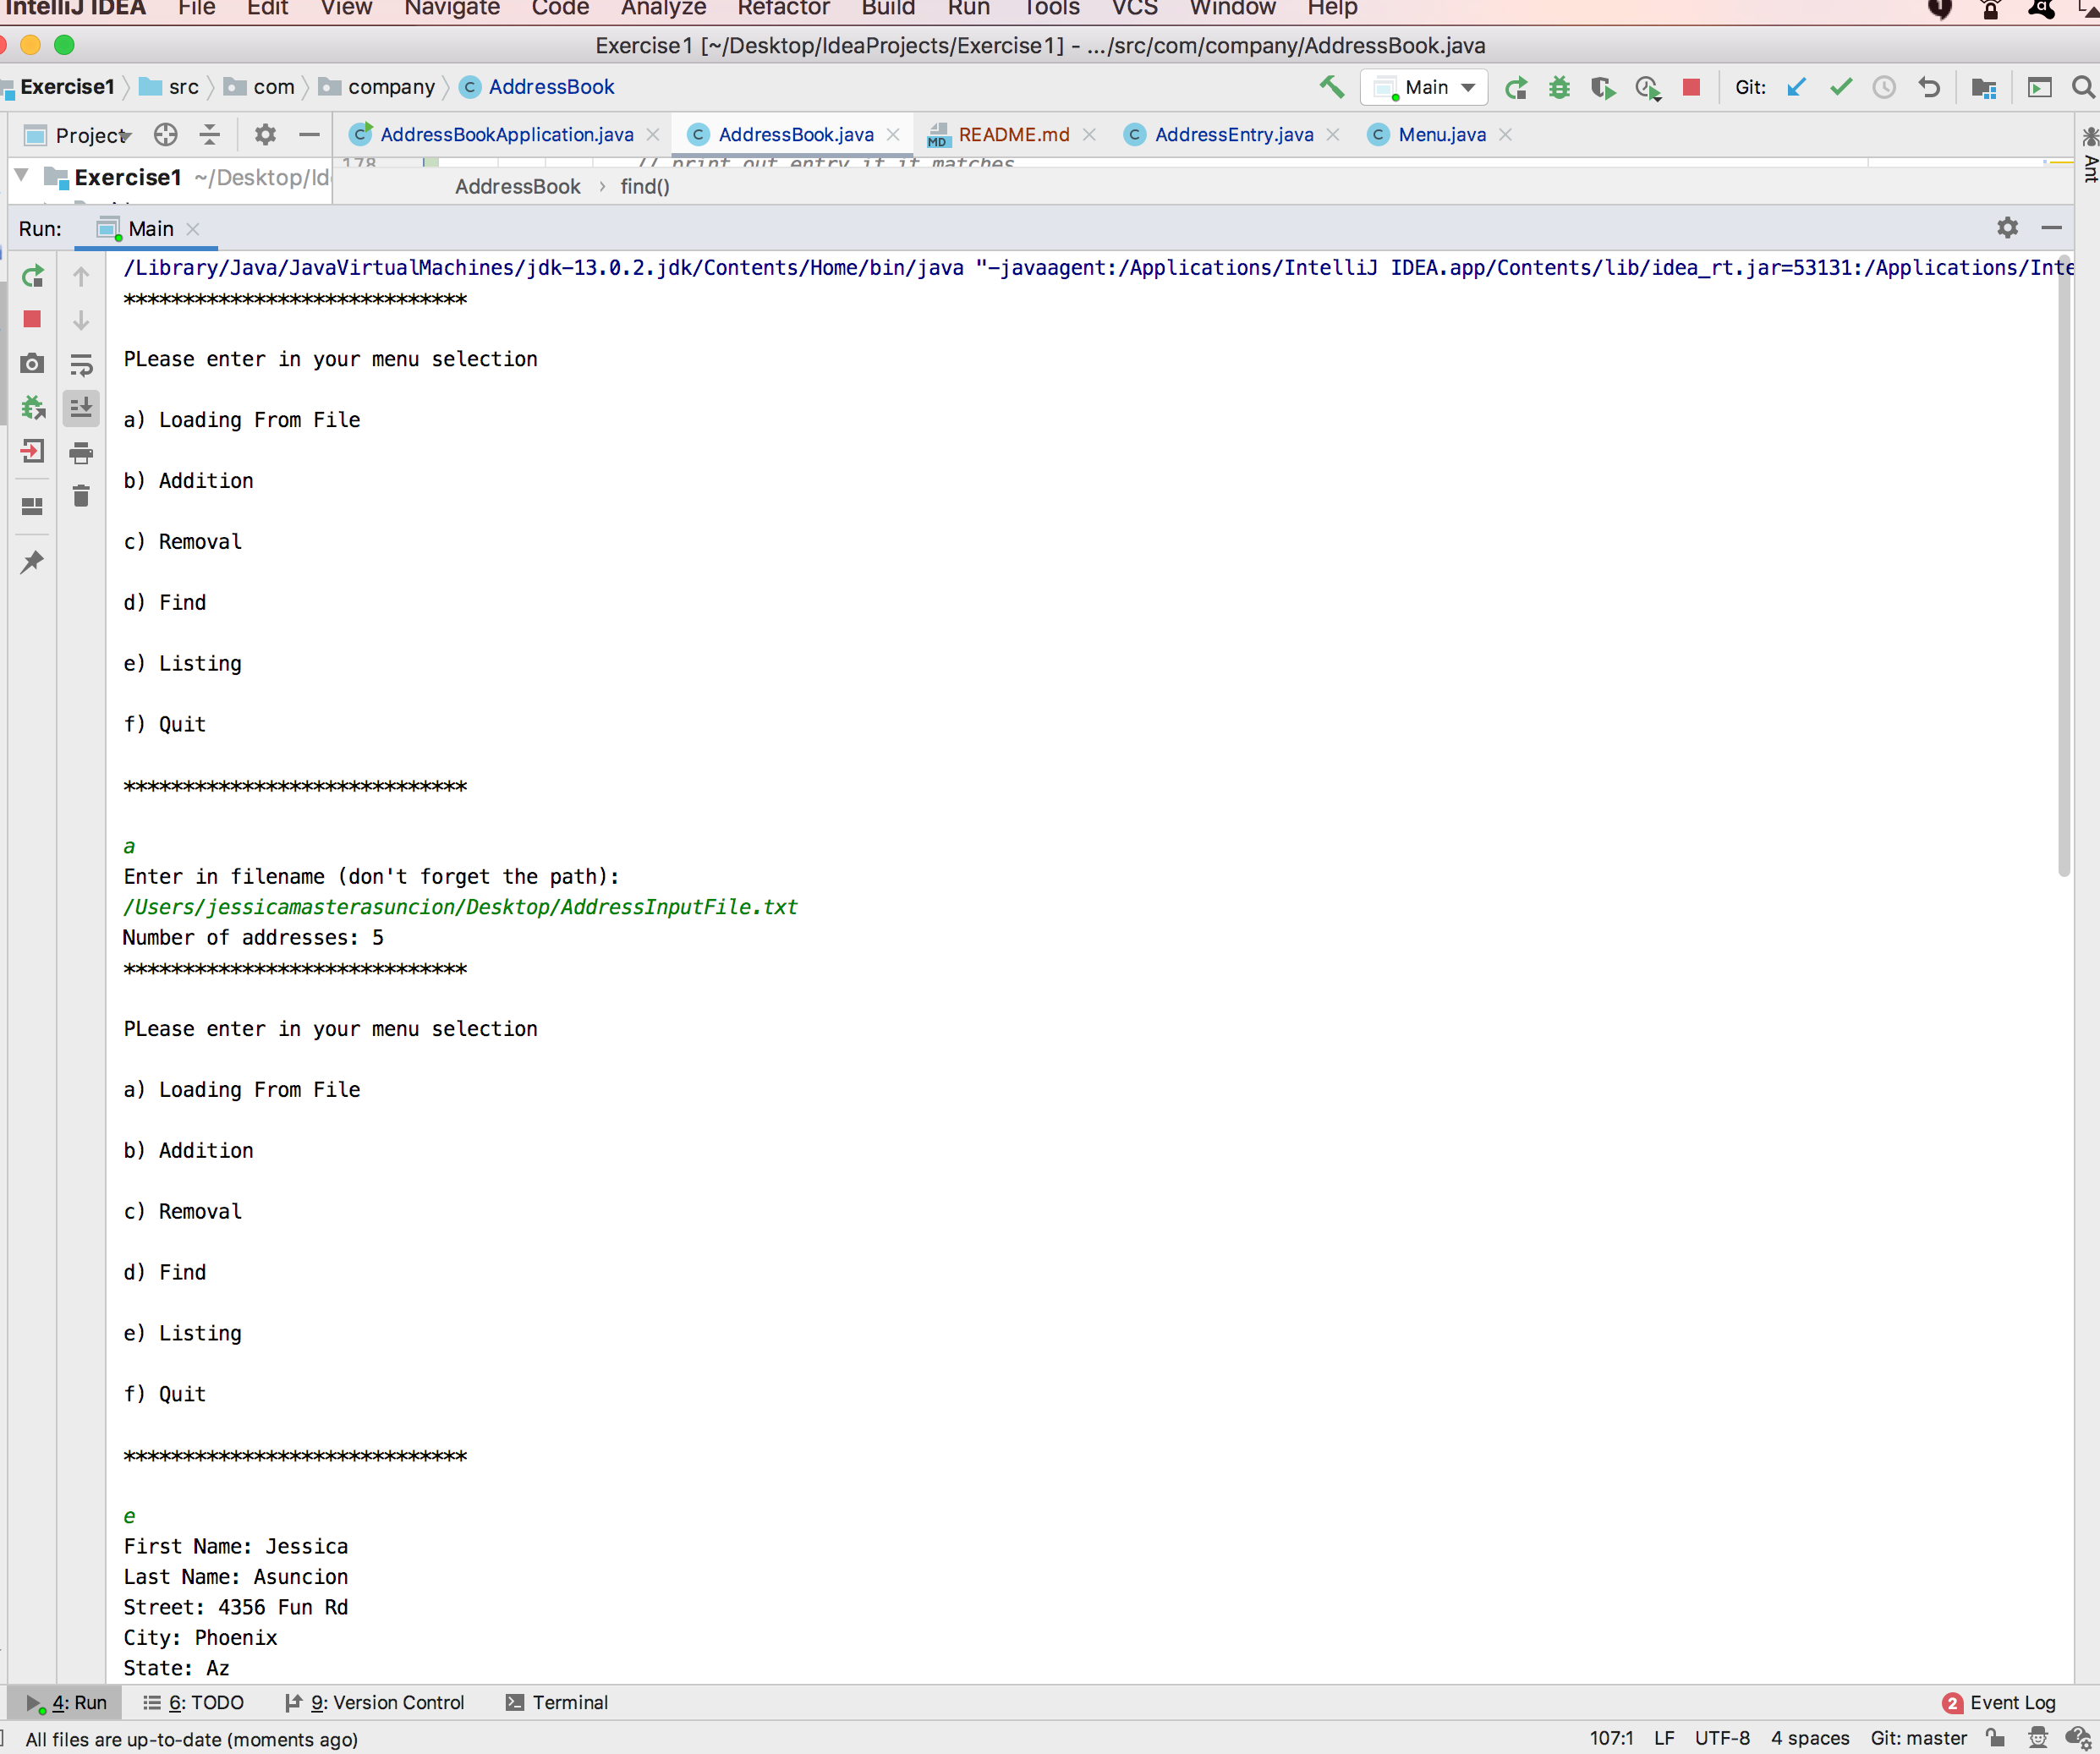 IntelliJ IDEA File Edit View Navigate Code Analyze Refactor Build Run Tools VCS Window Help
Exercise1 [~/Desktop/IdeaProjects/Exercise1] - .../src/com/company/AddressBook.java
Exercise1 src com company AddressBook Main Git:
Project AddressBookApplication.java AddressBook.java README.md AddressEntry.java Menu.java
178 // print out entry if it matches
Exercise1 ~/Desktop/Id
AddressBook › find()
Ant
Run: Main
/Library/Java/JavaVirtualMachines/jdk-13.0.2.jdk/Contents/Home/bin/java "-javaagent:/Applications/IntelliJ IDEA.app/Contents/lib/idea_rt.jar=53131:/Applications/Inte
*****************************
PLease enter in your menu selection
a) Loading From File
b) Addition
c) Removal
d) Find
e) Listing
f) Quit
*****************************
a
Enter in filename (don't forget the path):
/Users/jessicamasterasuncion/Desktop/AddressInputFile.txt
Number of addresses: 5
*****************************
PLease enter in your menu selection
a) Loading From File
b) Addition
c) Removal
d) Find
e) Listing
f) Quit
*****************************
e
First Name: Jessica
Last Name: Asuncion
Street: 4356 Fun Rd
City: Phoenix
State: Az
4: Run 6: TODO 9: Version Control Terminal 2 Event Log
All files are up-to-date (moments ago) 107:1 LF UTF-8 4 spaces Git: master